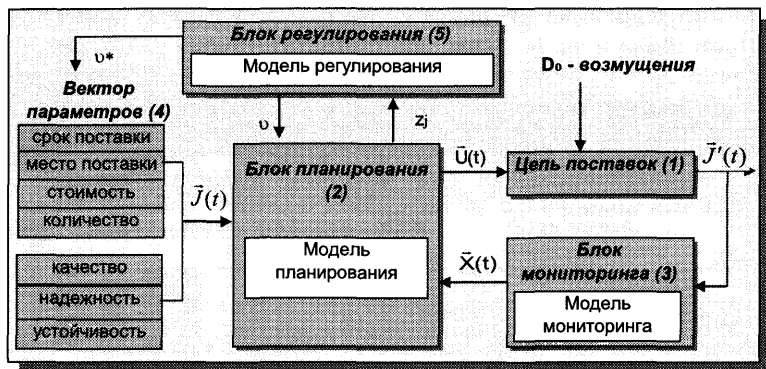 Блок регулирования (5)
Модель регулирования
υ*
D₀ - возмущения
Вектор
параметров (4)
срок поставки
место поставки
стоимость
количество
качество
надежность
устойчивость
υ
zj
J⃗(t)
Блок планирования
(2)
Модель
планирования
U⃗(t)
Цепь поставок (1)
J⃗'(t)
X⃗(t)
Блок
мониторинга (3)
Модель
мониторинга